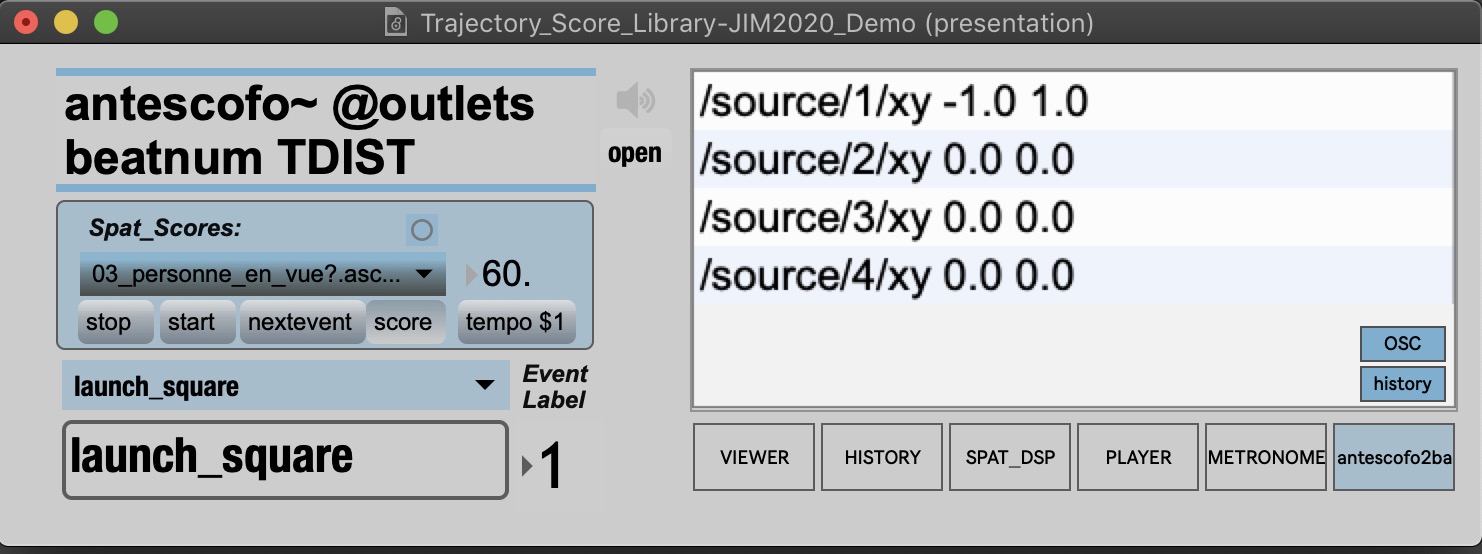 Trajectory_Score_Library-JIM2020_Demo (presentation)
antescofo~ @outlets
beatnum TDIST
open
Spat_Scores:
03_personne_en_vue?.asc...
60.
stop
start
nextevent
score
tempo $1
launch_square
Event
Label
launch_square
1
/source/1/xy -1.0 1.0
/source/2/xy 0.0 0.0
/source/3/xy 0.0 0.0
/source/4/xy 0.0 0.0
OSC
history
VIEWER
HISTORY
SPAT_DSP
PLAYER
METRONOME
antescofo2ba